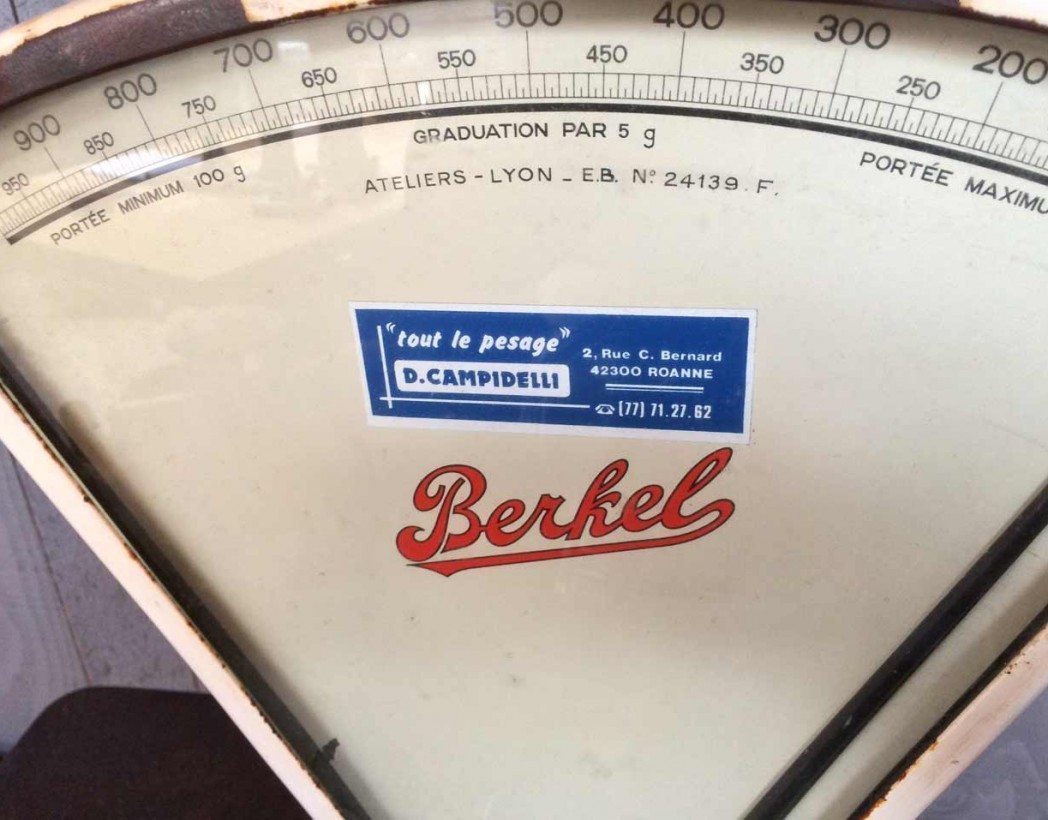 950 900 850 800 750 700 650 600 550 500 450 400 350 300 250 200
PORTÉE MINIMUM 100 g
GRADUATION PAR 5 g
PORTÉE
ATELIERS - LYON _ E.B. Nº 24139. F.
"tout le pesage"
D.CAMPIDELLI
2, Rue C. Bernard
42300 ROANNE
☎ (77) 71.27.62
Berkel